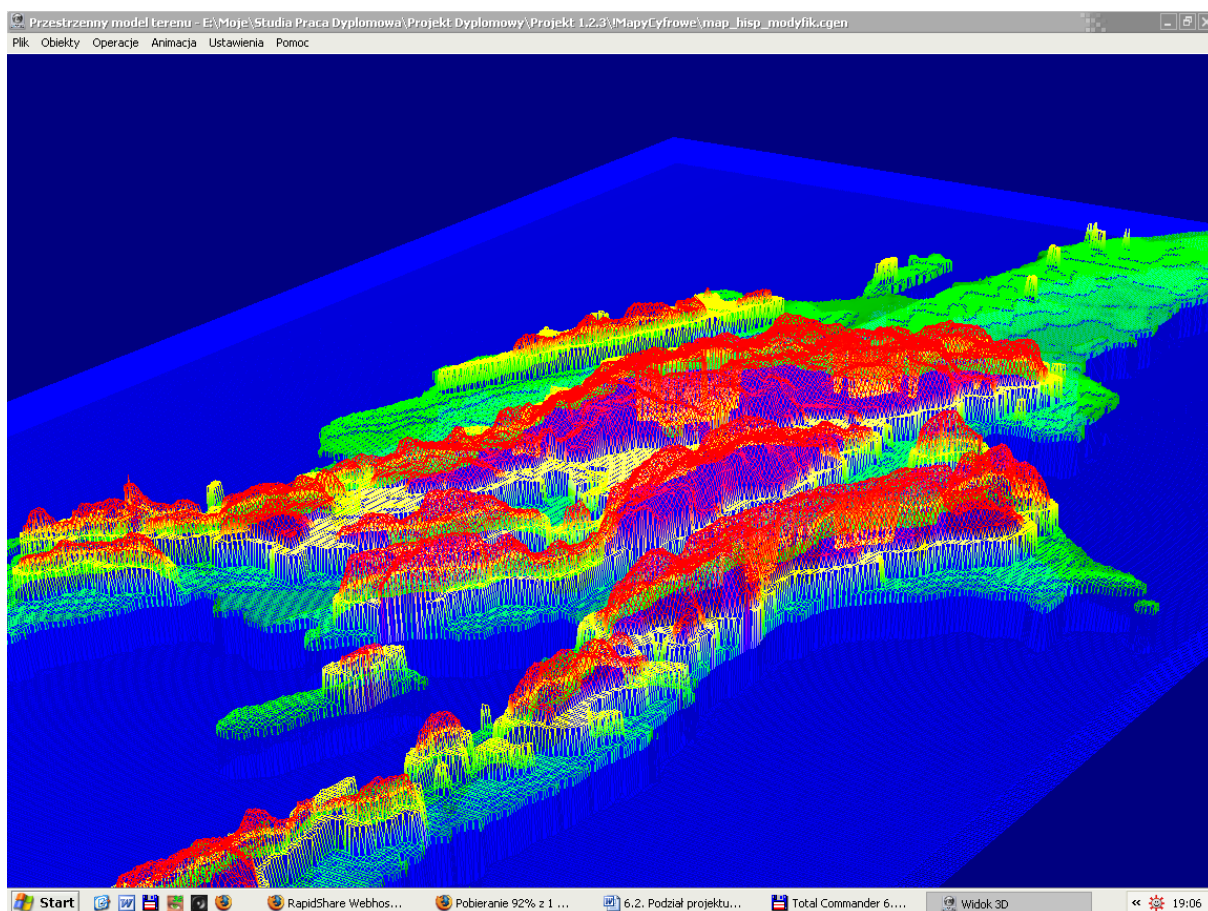 Przestrzenny model terenu - E:\Moje\Studia Praca Dyplomowa\Projekt Dyplomowy\Projekt 1.2.3\!MapyCyfrowe\map_hisp_modyfik.cgen
Plik Obiekty Operacje Animacja Ustawienia Pomoc
Start RapidShare Webhos... Pobieranie 92% z 1 ... 6.2. Podział projektu... Total Commander 6.... Widok 3D « 19:06